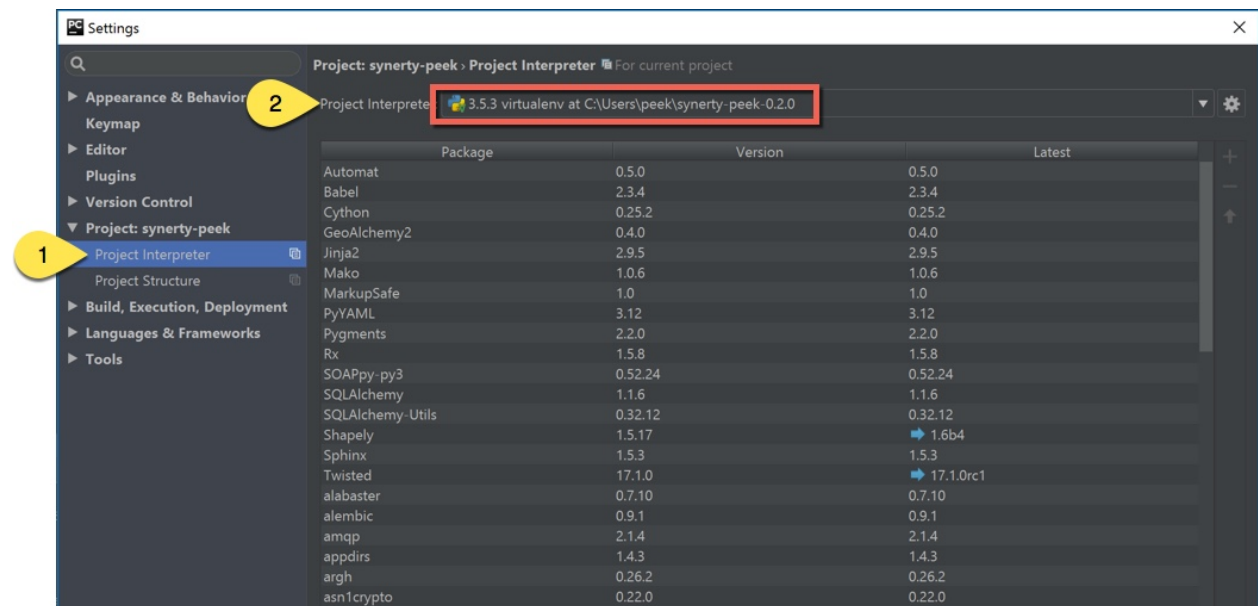 PC Settings
Project: synerty-peek › Project Interpreter For current project
Appearance & Behavior
2
Project Interprete 3.5.3 virtualenv at C:\Users\peek\synerty-peek-0.2.0
Keymap
Editor
Plugins
Version Control
Project: synerty-peek
1
Project Interpreter
Project Structure
Build, Execution, Deployment
Languages & Frameworks
Tools
Package Version Latest
Automat 0.5.0 0.5.0
Babel 2.3.4 2.3.4
Cython 0.25.2 0.25.2
GeoAlchemy2 0.4.0 0.4.0
Jinja2 2.9.5 2.9.5
Mako 1.0.6 1.0.6
MarkupSafe 1.0 1.0
PyYAML 3.12 3.12
Pygments 2.2.0 2.2.0
Rx 1.5.8 1.5.8
SOAPpy-py3 0.52.24 0.52.24
SQLAlchemy 1.1.6 1.1.6
SQLAlchemy-Utils 0.32.12 0.32.12
Shapely 1.5.17 1.6b4
Sphinx 1.5.3 1.5.3
Twisted 17.1.0 17.1.0rc1
alabaster 0.7.10 0.7.10
alembic 0.9.1 0.9.1
amqp 2.1.4 2.1.4
appdirs 1.4.3 1.4.3
argh 0.26.2 0.26.2
asn1crypto 0.22.0 0.22.0